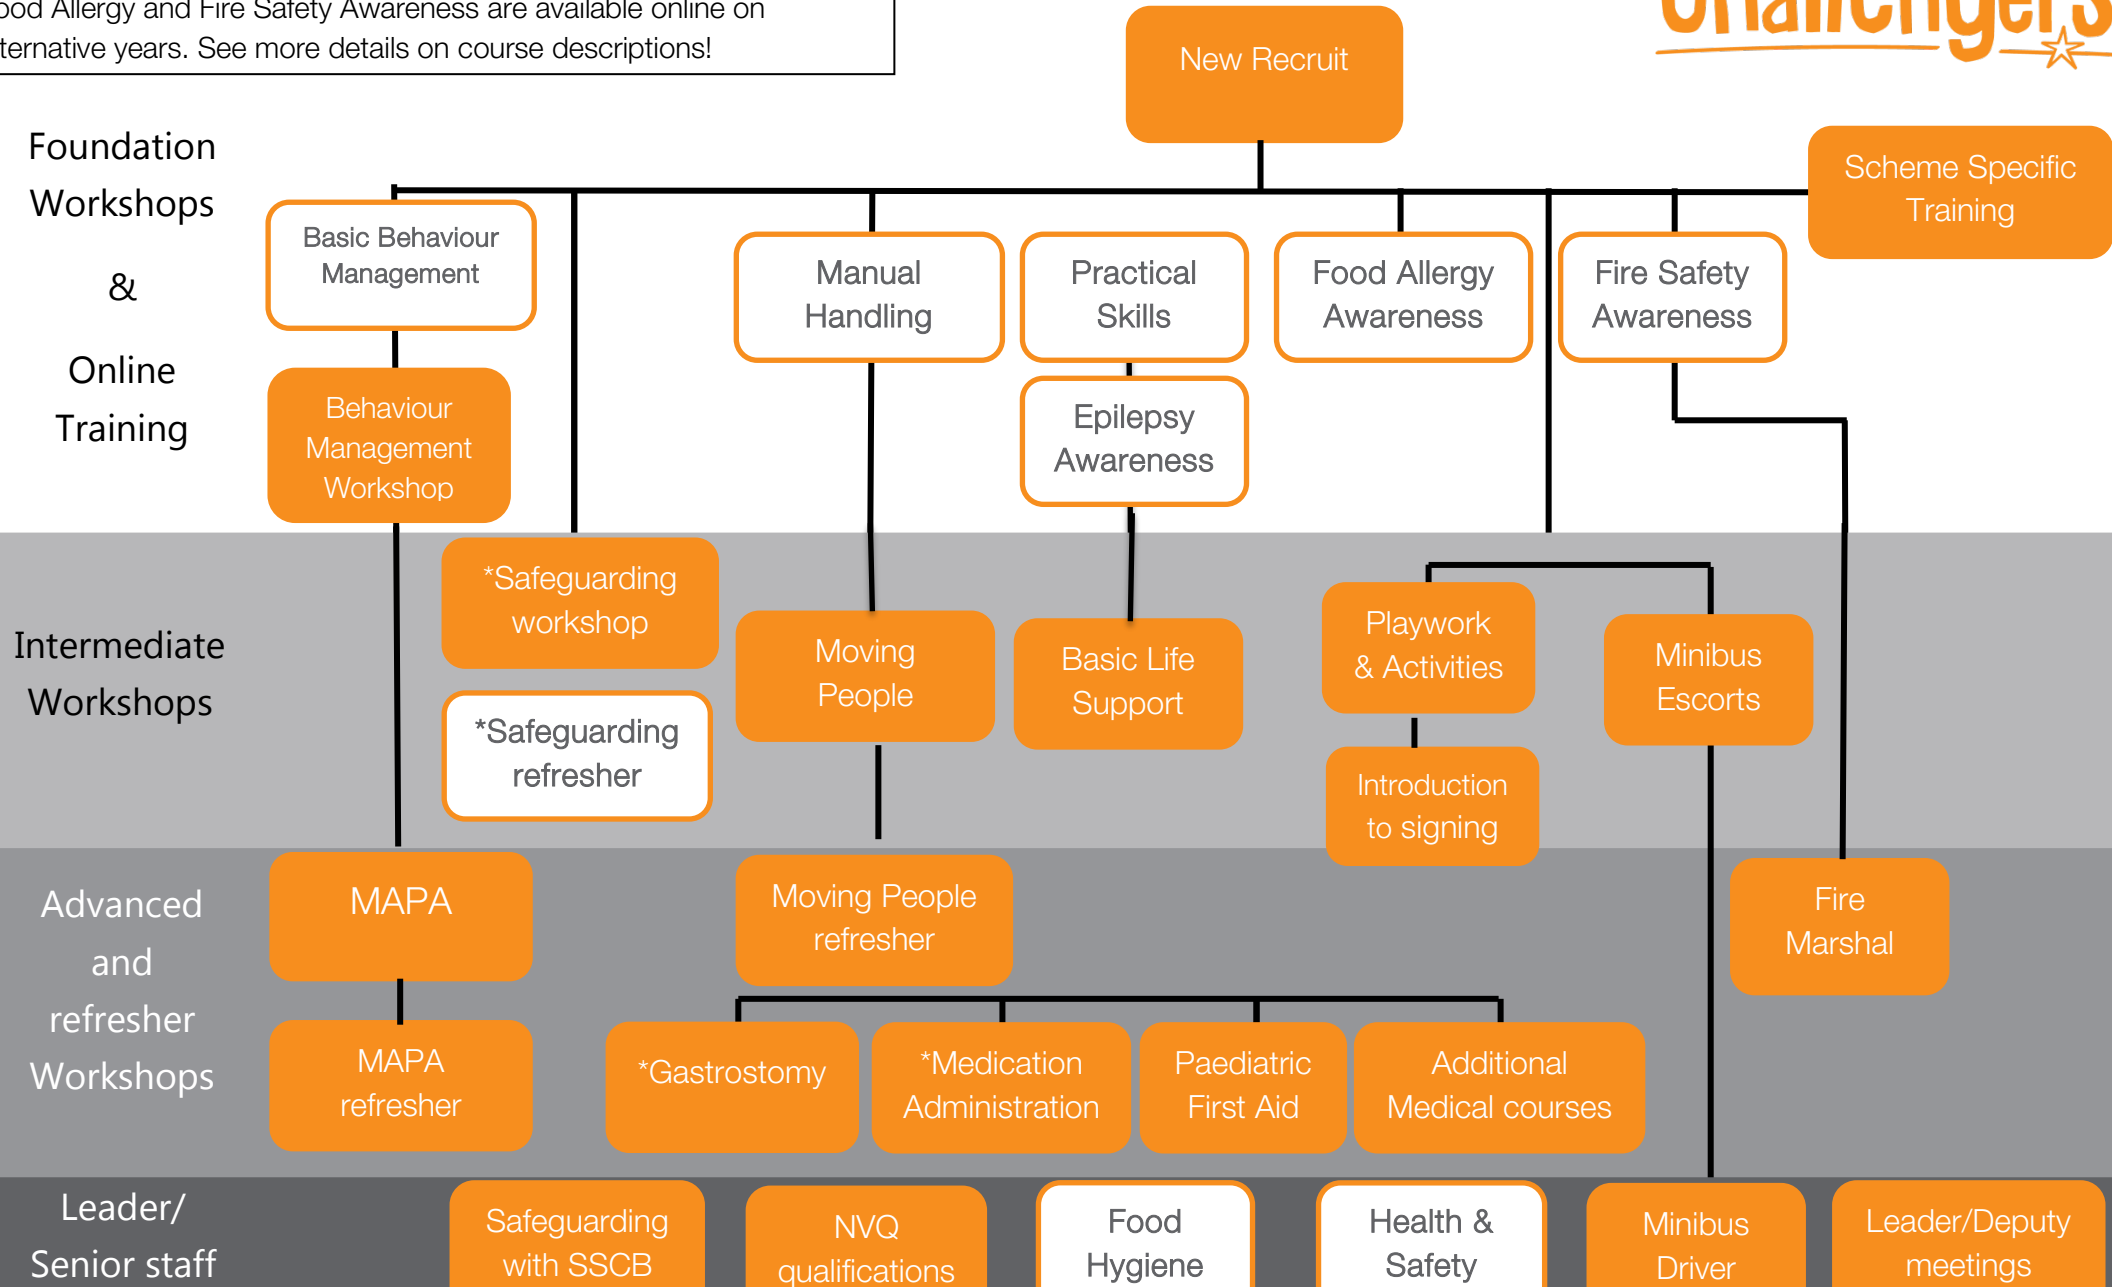 ood Allergy and Fire Safety Awareness are available online on
ternative years. See more details on course descriptions!
Challengers
New Recruit
Foundation
Workshops
&
Online
Training
Scheme Specific
Training
Basic Behaviour
Management
Manual
Handling
Practical
Skills
Food Allergy
Awareness
Fire Safety
Awareness
Behaviour
Management
Workshop
Epilepsy
Awareness
Intermediate
Workshops
*Safeguarding
workshop
*Safeguarding
refresher
Moving
People
Basic Life
Support
Playwork
& Activities
Minibus
Escorts
Introduction
to signing
Advanced
and
refresher
Workshops
MAPA
Moving People
refresher
Fire
Marshal
MAPA
refresher
*Gastrostomy
*Medication
Administration
Paediatric
First Aid
Additional
Medical courses
Leader/
Senior staff
Safeguarding
with SSCB
NVQ
qualifications
Food
Hygiene
Health &
Safety
Minibus
Driver
Leader/Deputy
meetings